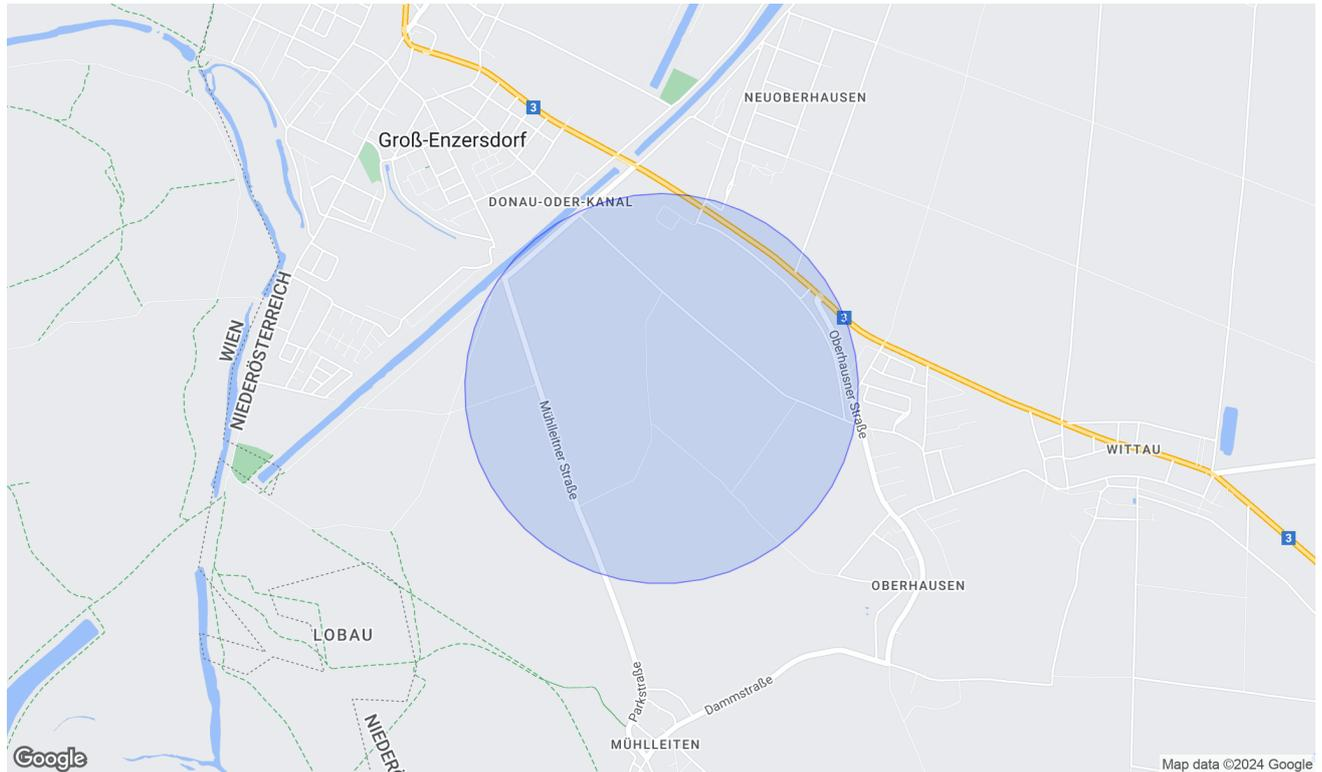 NEUOBERHAUSEN
3
Groß-Enzersdorf
DONAU-ODER-KANAL
WIEN
NIEDERÖSTERREICH
3
Oberhausner Straße
Mühlleitner Straße
WITTAU
3
OBERHAUSEN
LOBAU
Parkstraße
Dammstraße
NIEDERÖ
MÜHLLEITEN
Google
Map data ©2024 Google